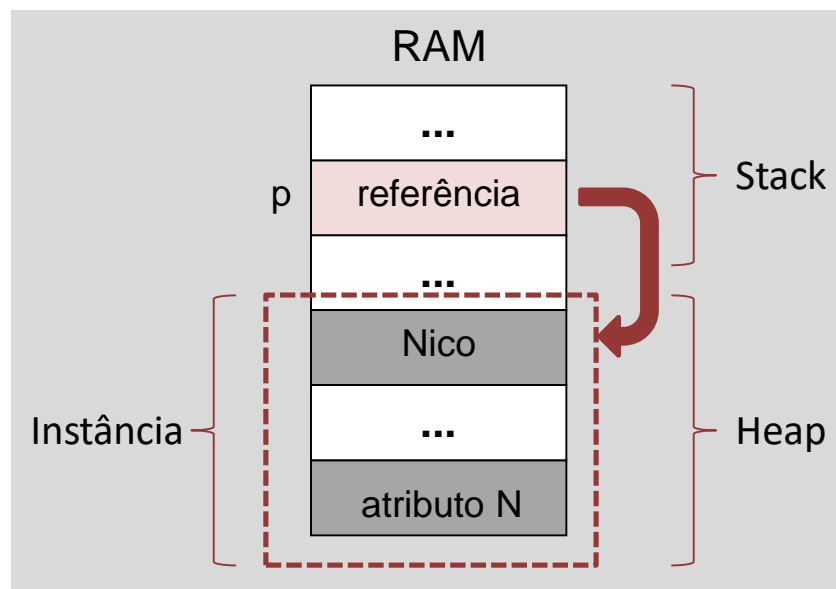 RAM
...
Stack
p
referência
...
Nico
Instância
...
Heap
atributo N